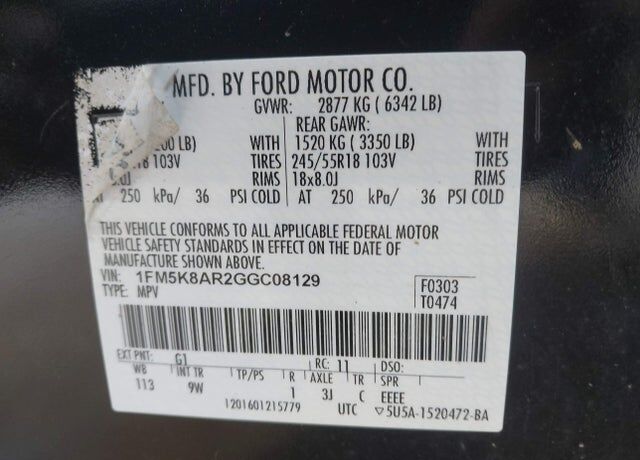 MFD. BY FORD MOTOR CO.
GVWR: 2877 KG ( 6342 LB)
REAR GAWR:
LB) WITH 1520 KG ( 3350 LB) WITH
103V TIRES 245/55R18 103V TIRES
RIMS 18x8.0J RIMS
AT 250 kPa/ 36 PSI COLD AT 250 kPa/ 36 PSI COLD
THIS VEHICLE CONFORMS TO ALL APPLICABLE FEDERAL MOTOR
VEHICLE SAFETY STANDARDS IN EFFECT ON THE DATE OF
MANUFACTURE SHOWN ABOVE.
VIN: 1FM5K8AR2GGC08129 F0303
TYPE: MPV T0474
EXT PNT: G1 RC: 11 DSO:
WB INT TR TP/PS R AXLE TR SPR
113 9W 1 3J C EEEE
1201601215779 UTC ▽5U5A-1520472-BA